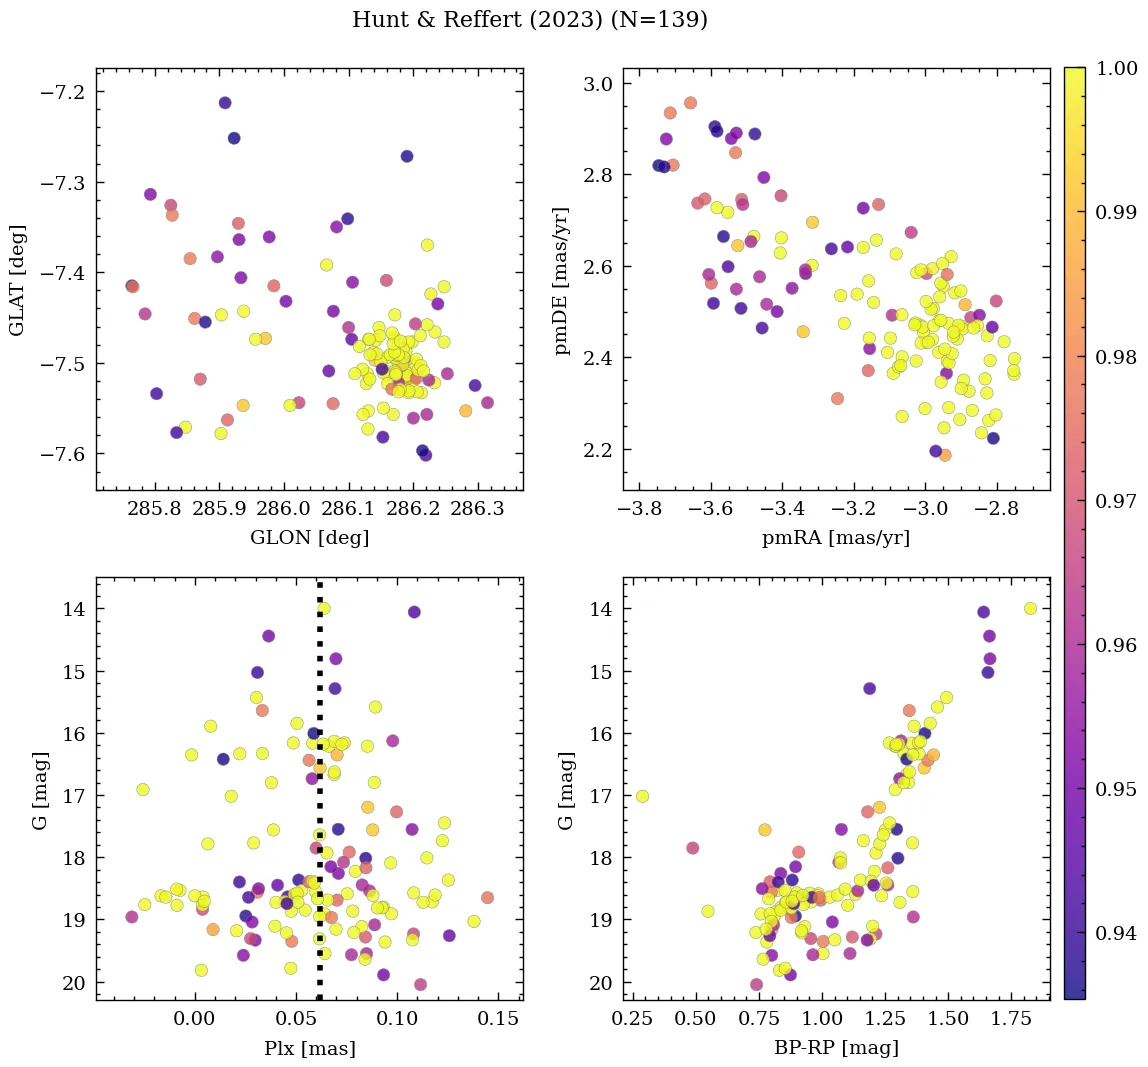 Hunt & Reffert (2023) (N=139)
−7.2
−7.3
−7.4
−7.5
−7.6
GLAT [deg]
285.8 285.9 286.0 286.1 286.2 286.3
GLON [deg]
3.0
2.8
2.6
2.4
2.2
pmDE [mas/yr]
−3.8 −3.6 −3.4 −3.2 −3.0 −2.8
pmRA [mas/yr]
14
15
16
17
18
19
20
G [mag]
0.00 0.05 0.10 0.15
Plx [mas]
14
15
16
17
18
19
20
G [mag]
0.25 0.50 0.75 1.00 1.25 1.50 1.75
BP-RP [mag]
1.00
0.99
0.98
0.97
0.96
0.95
0.94